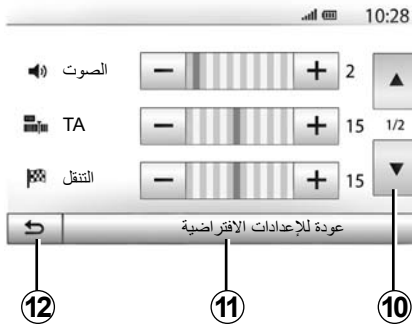 10:28
الصوت 2
TA 15 1/2
التنقل 15
عودة للإعدادات الافتراضية
12 11 10